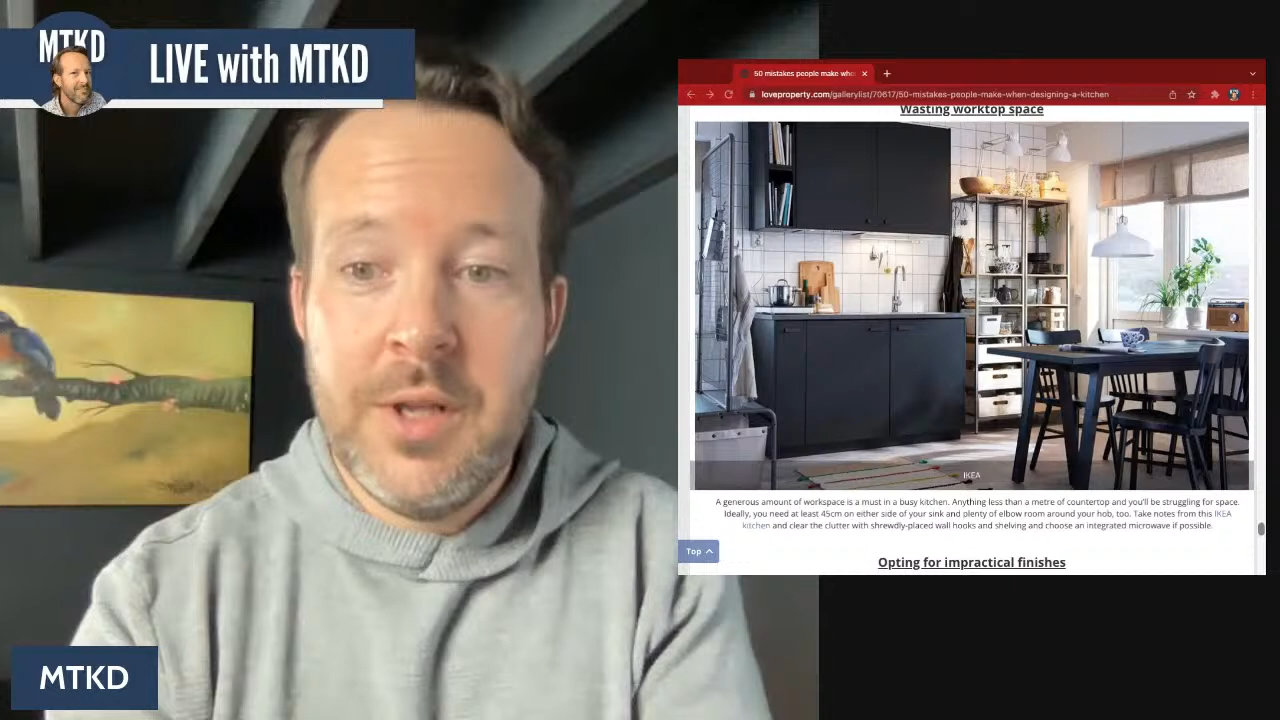 MTKD
LIVE with MTKD
50 mistakes people make whe
loveproperty.com/gallerylist/70617/50-mistakes-people-make-when-designing-a-kitchen
Wasting worktop space
IKEA
A generous amount of workspace is a must in a busy kitchen. Anything less than a metre of countertop and you'll be struggling for space.
Ideally, you need at least 45cm on either side of your sink and plenty of elbow room around your hob, too. Take notes from this IKEA
kitchen and clear the clutter with shrewdly-placed wall hooks and shelving and choose an integrated microwave if possible.
Top
Opting for impractical finishes
MTKD